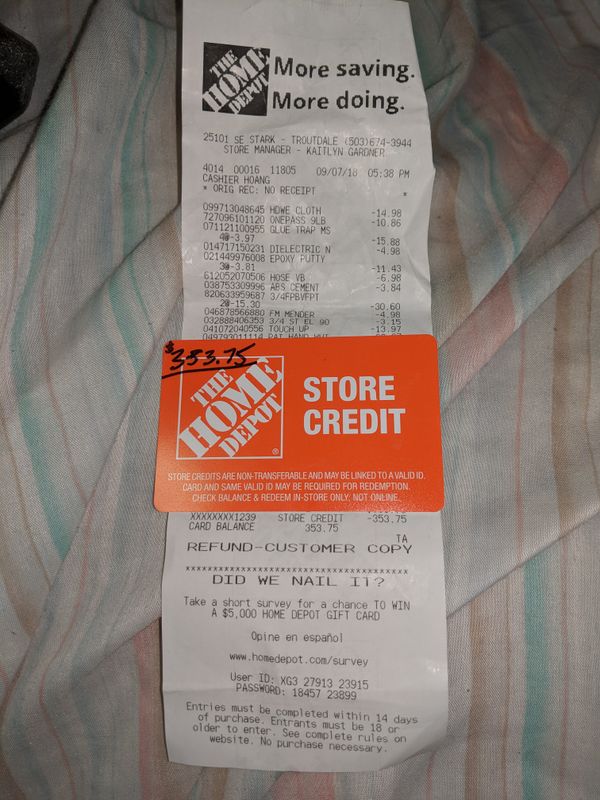 THE
HOME
DEPOT
More saving.
More doing.
25101 SE STARK - TROUTDALE (503)674-3944
STORE MANAGER - KAITLYN GARDNER
4014 00016 11805 09/07/18 05:38 PM
CASHIER HOANG
* ORIG REC: NO RECEIPT *
099713048645 HDWE CLOTH -14.98
727096101120 ONEPASS 9LB -10.86
071121100955 GLUE TRAP MS
4@-3.97 -15.88
014717150231 DIELECTRIC N -4.98
021449976008 EPOXY PUTTY
3@-3.81 -11.43
612052070506 HOSE VB -6.98
038753309996 ABS CEMENT -3.84
820633959687 3/4FPBVFPT
2@-15.30 -30.60
046878566880 FM MENDER -4.98
032888406353 3/4 ST EL 90 -3.15
041072040556 TOUCH UP -13.97
$353.75
THE
HOME
DEPOT
STORE
CREDIT
STORE CREDITS ARE NON-TRANSFERABLE AND MAY BE LINKED TO A VALID ID.
CARD AND SAME VALID ID MAY BE REQUIRED FOR REDEMPTION.
CHECK BALANCE & REDEEM IN-STORE ONLY; NOT ONLINE.
XXXXXXXX1239 STORE CREDIT -353.75
CARD BALANCE 353.75
TA
REFUND-CUSTOMER COPY
DID WE NAIL IT?
Take a short survey for a chance TO WIN
A $5,000 HOME DEPOT GIFT CARD
Opine en español
www.homedepot.com/survey
User ID: XG3 27913 23915
PASSWORD: 18457 23899
Entries must be completed within 14 days
of purchase. Entrants must be 18 or
older to enter. See complete rules on
website. No purchase necessary.